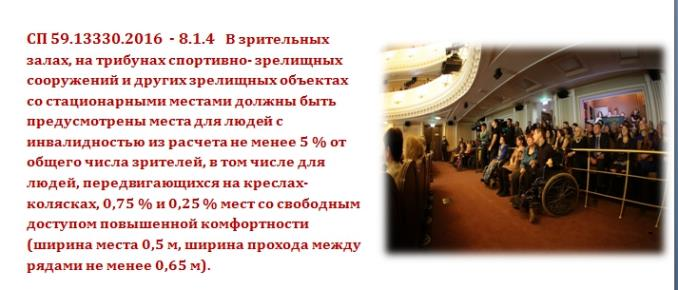 СП 59.13330.2016 - 8.1.4 В зрительных
залах, на трибунах спортивно- зрелищных
сооружений и других зрелищных объектах
со стационарными местами должны быть
предусмотрены места для людей с
инвалидностью из расчета не менее 5 % от
общего числа зрителей, в том числе для
людей, передвигающихся на креслах-
колясках, 0,75 % и 0,25 % мест со свободным
доступом повышенной комфортности
(ширина места 0,5 м, ширина прохода между
рядами не менее 0,65 м).